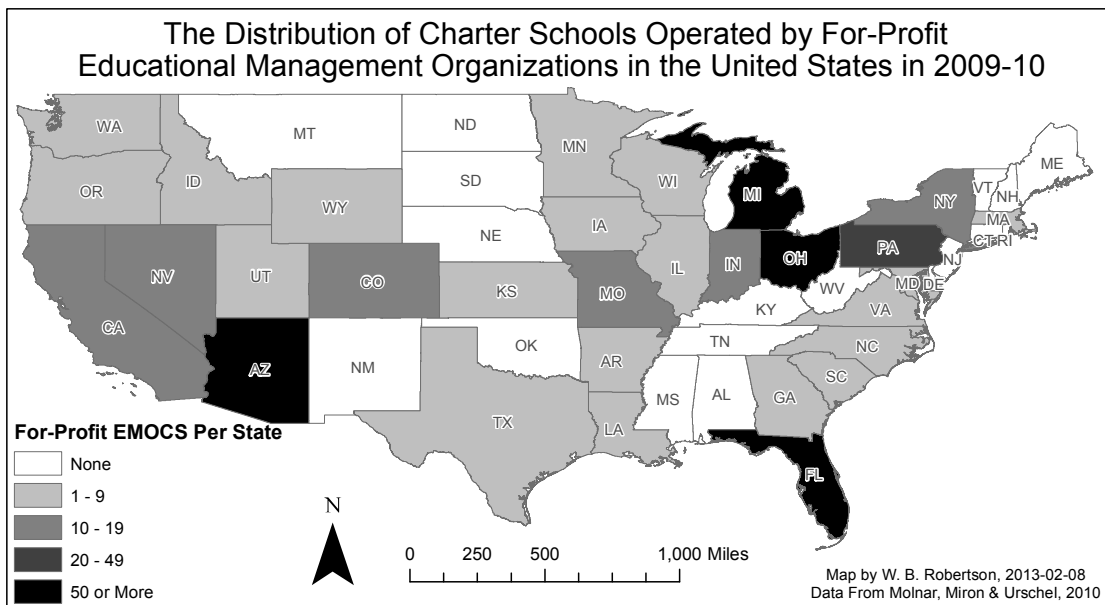 The Distribution of Charter Schools Operated by For-Profit
Educational Management Organizations in the United States in 2009-10
WA
MT
ND
MN
ME
OR
ID
SD
WI
VT
NH
WY
MI
NY
MA
NE
IA
CT
RI
NV
UT
CO
KS
MO
IL
IN
OH
PA
NJ
MD
DE
WV
CA
KY
VA
AZ
NM
OK
AR
TN
NC
SC
TX
LA
MS
AL
GA
FL
For-Profit EMOCS Per State
None
1 - 9
10 - 19
20 - 49
50 or More
N
0 250 500 1,000 Miles
Map by W. B. Robertson, 2013-02-08
Data From Molnar, Miron & Urschel, 2010